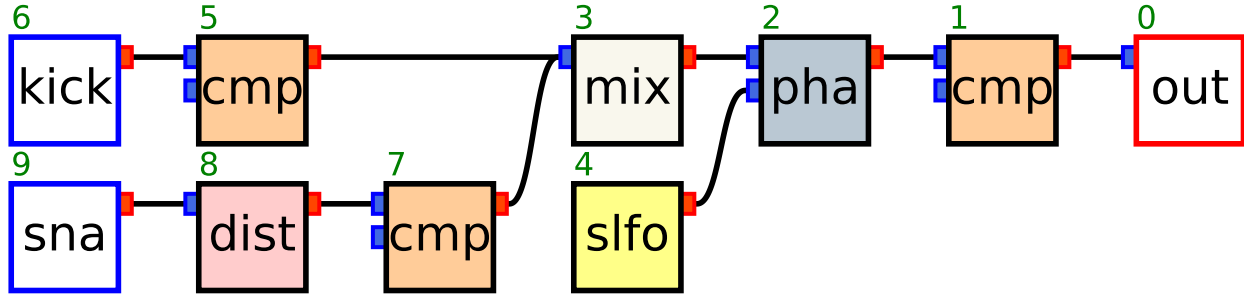 6 5 3 2 1 0
kick cmp mix pha cmp out
9 8 7 4
sna dist cmp slfo